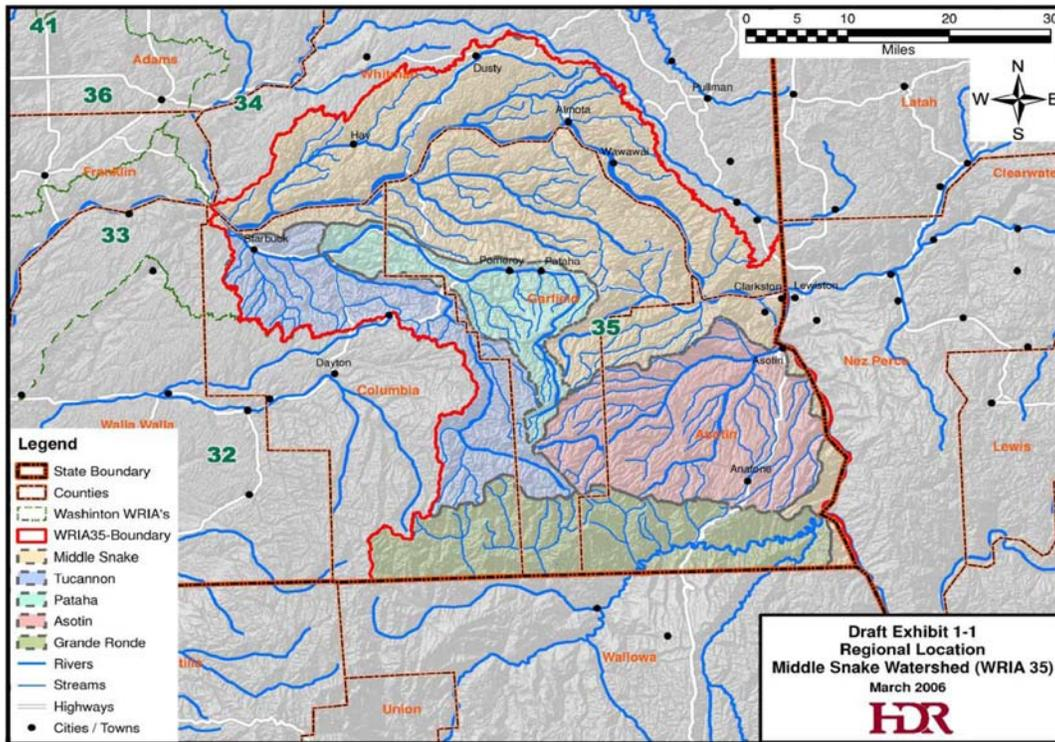 41
Adams
36
34
Whitman
Dusty
Pullman
Latah
0
5
10
20
30
Miles
N
W
E
S
Hay
Almota
Wawawai
Franklin
Clearwater
33
Starbuck
Pomeroy
Pataha
Garfield
35
Clarkston
Lewiston
Asotin
Nez Perce
Dayton
Columbia
Walla Walla
32
Asotin
Anatone
Lewis
Legend
State Boundary
Counties
Washinton WRIA's
WRIA35-Boundary
Middle Snake
Tucannon
Pataha
Asotin
Grande Ronde
Rivers
Streams
Highways
Cities / Towns
Wallowa
Union
Draft Exhibit 1-1
Regional Location
Middle Snake Watershed (WRIA 35)
March 2006
HDR